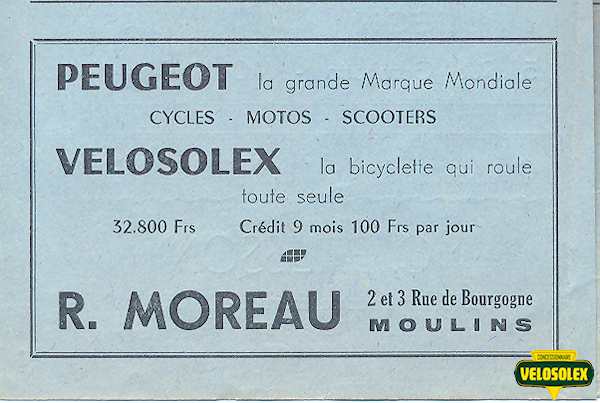 PEUGEOT la grande Marque Mondiale
CYCLES - MOTOS - SCOOTERS
VELOSOLEX la bicyclette qui roule
toute seule
32.800 Frs Crédit 9 mois 100 Frs par jour
R. MOREAU 2 et 3 Rue de Bourgogne
MOULINS
CONCESSIONNAIRE
VELOSOLEX